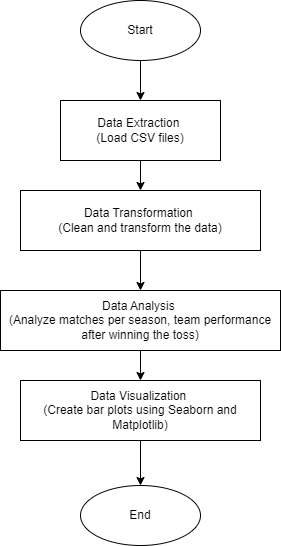 Start
Data Extraction
(Load CSV files)
Data Transformation
(Clean and transform the data)
Data Analysis
(Analyze matches per season, team performance
after winning the toss)
Data Visualization
(Create bar plots using Seaborn and
Matplotlib)
End